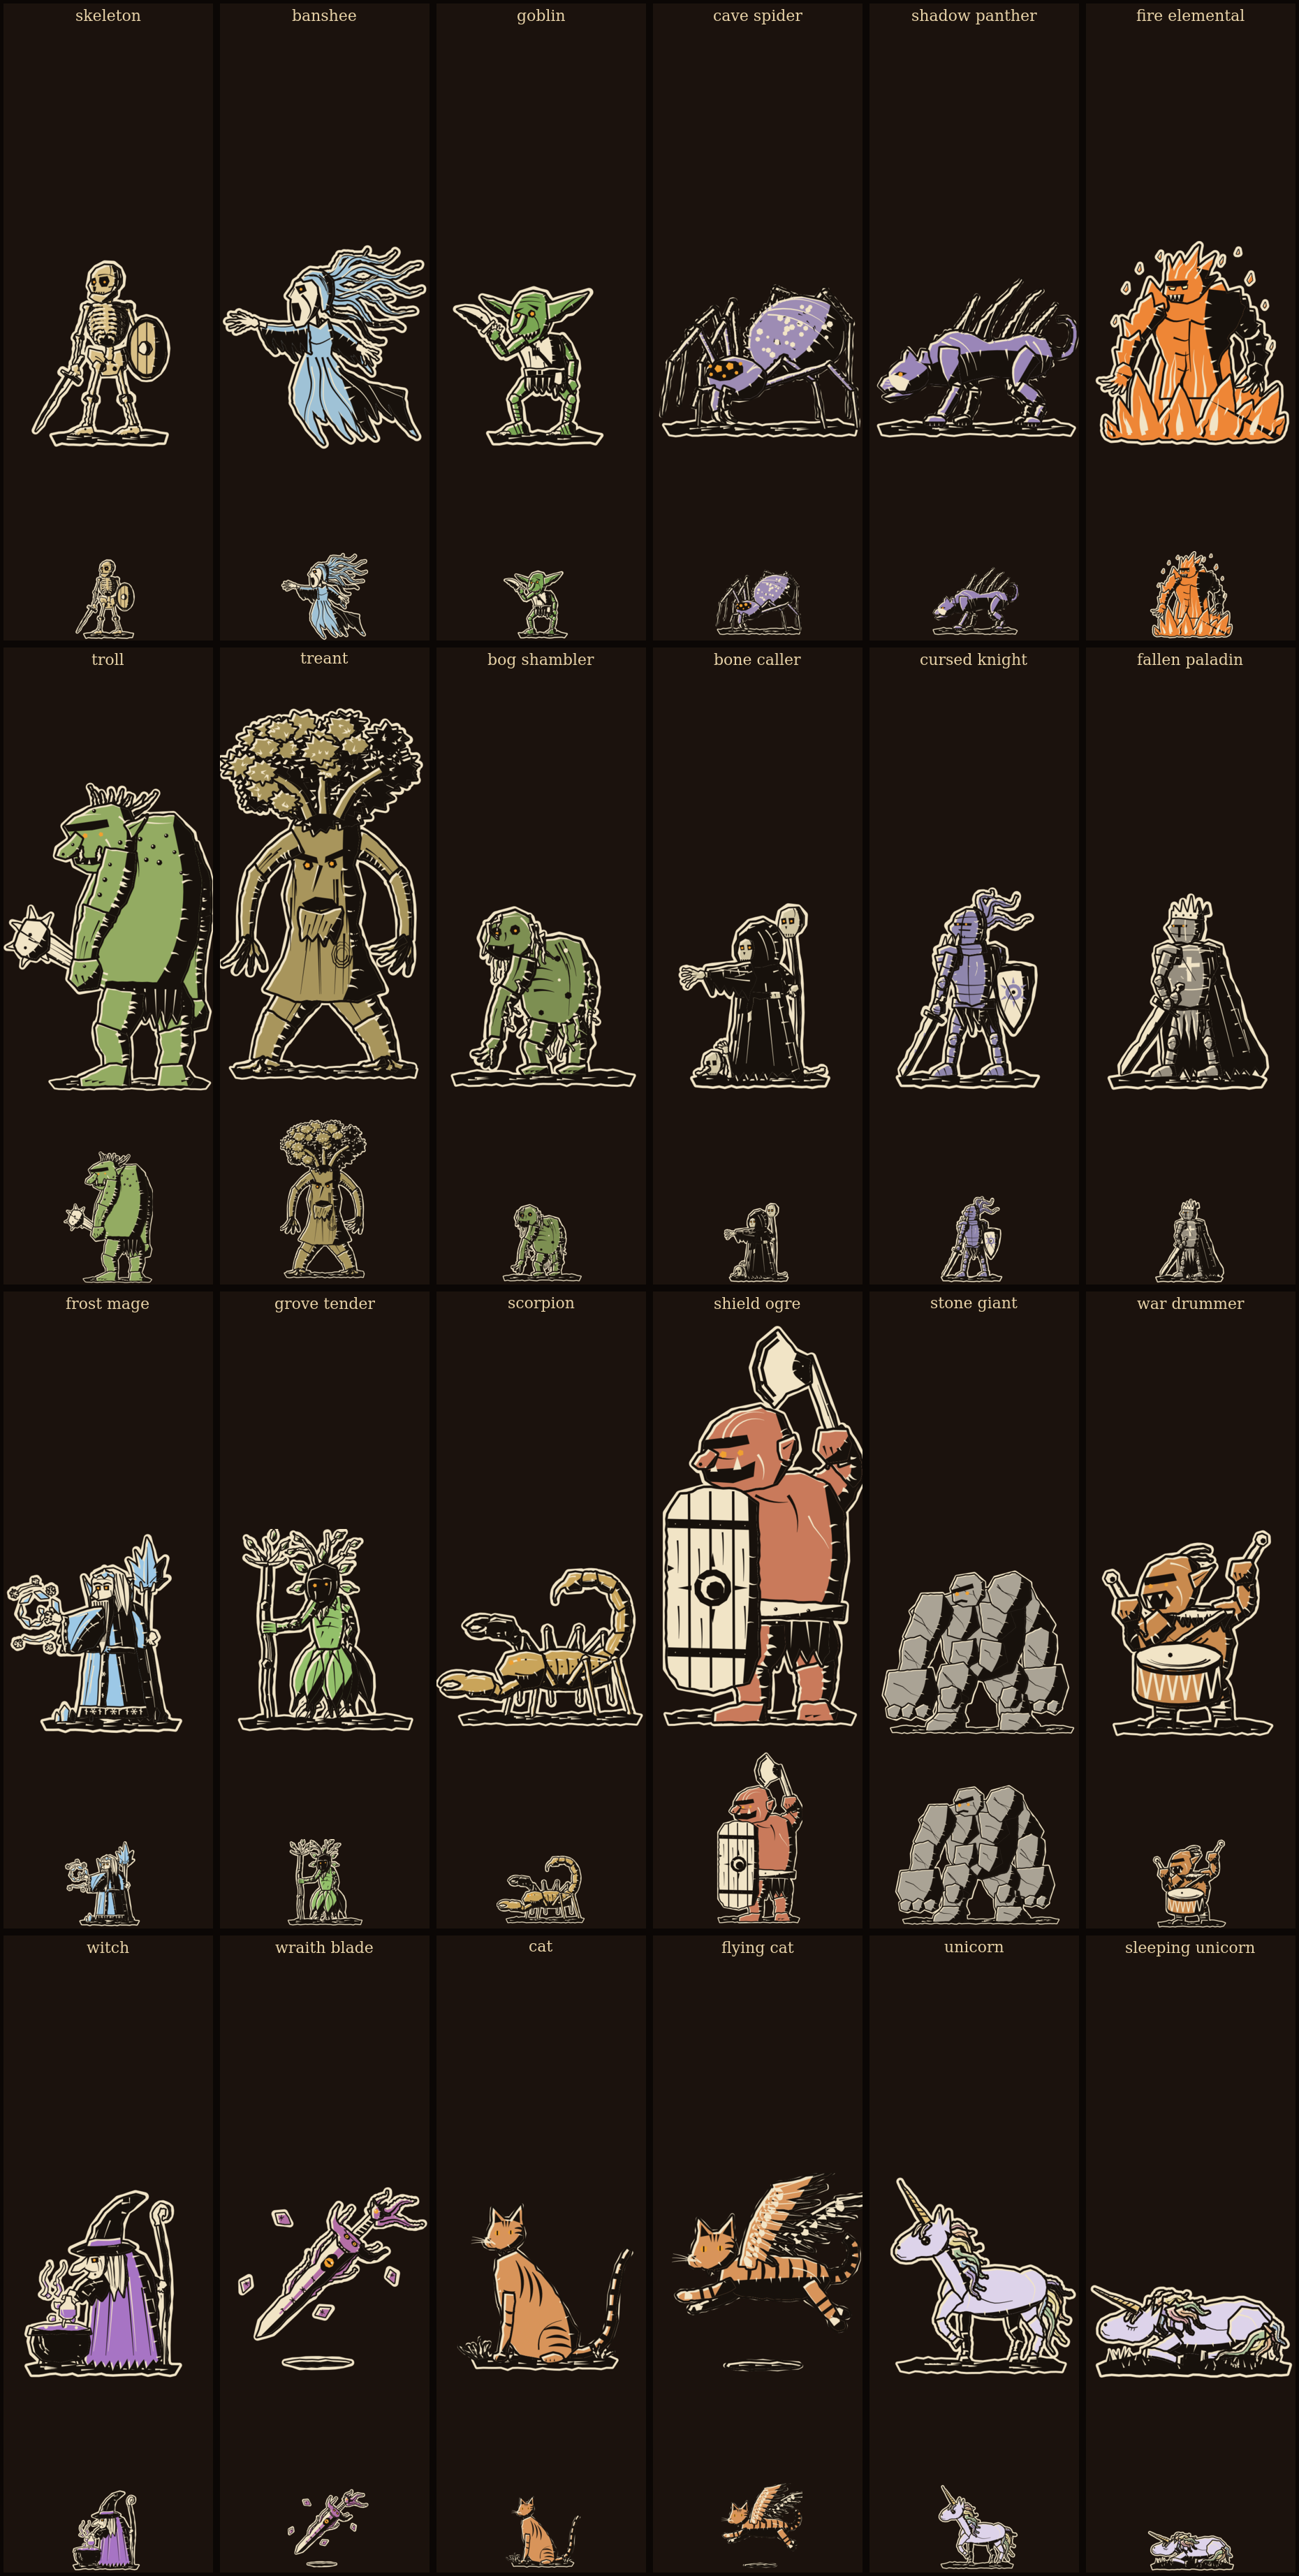 skeleton
banshee
goblin
cave spider
shadow panther
fire elemental
troll
treant
bog shambler
bone caller
cursed knight
fallen paladin
frost mage
grove tender
scorpion
shield ogre
stone giant
war drummer
witch
wraith blade
cat
flying cat
unicorn
sleeping unicorn